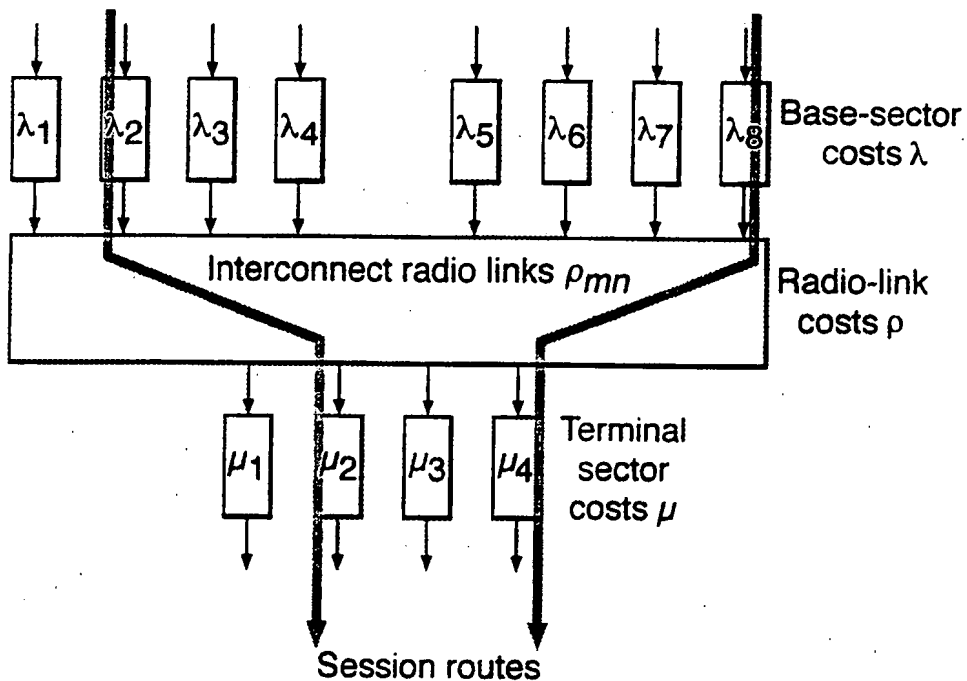 λ1 λ2 λ3 λ4 λ5 λ6 λ7 λ8
Base-sector
costs λ
Interconnect radio links ρmn
Radio-link
costs ρ
μ1 μ2 μ3 μ4
Terminal
sector
costs μ
Session routes